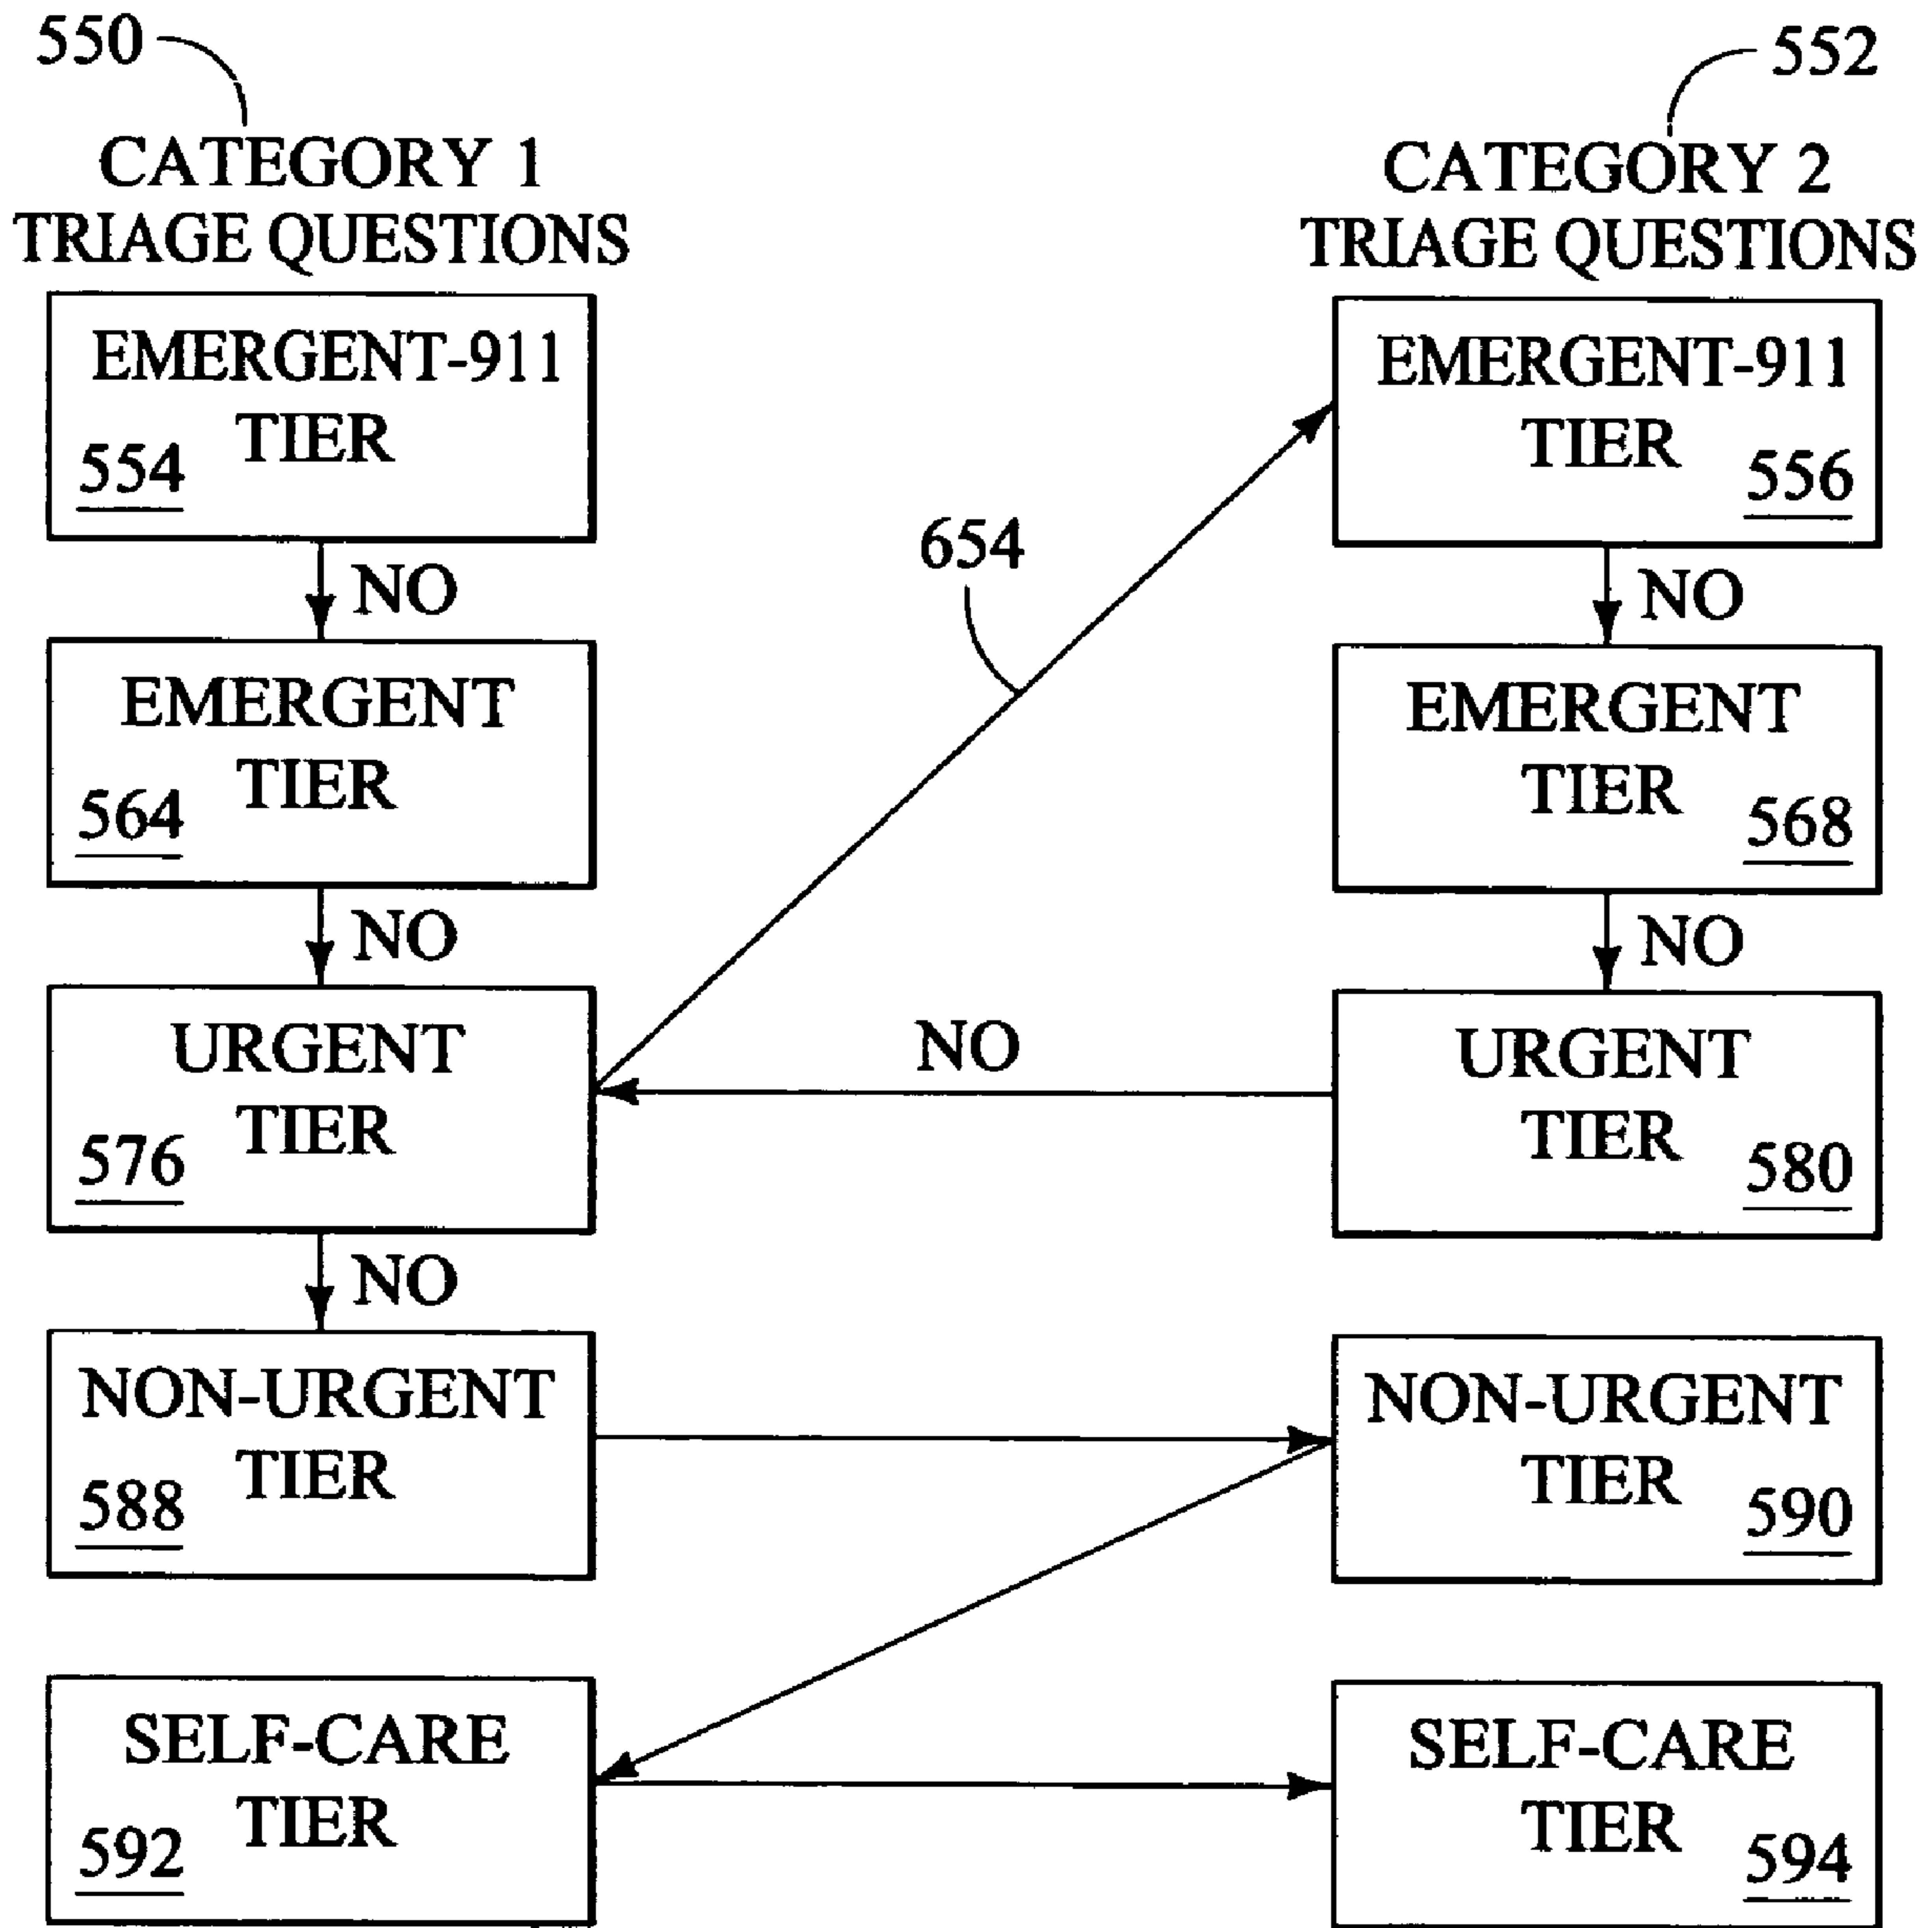 550
552
CATEGORY 1
TRIAGE QUESTIONS
CATEGORY 2
TRIAGE QUESTIONS
EMERGENT-911
TIER
554
EMERGENT-911
TIER
556
654
NO
NO
EMERGENT
TIER
564
EMERGENT
TIER
568
NO
NO
URGENT
TIER
576
NO
URGENT
TIER
580
NO
NON-URGENT
TIER
588
NON-URGENT
TIER
590
SELF-CARE
TIER
592
SELF-CARE
TIER
594